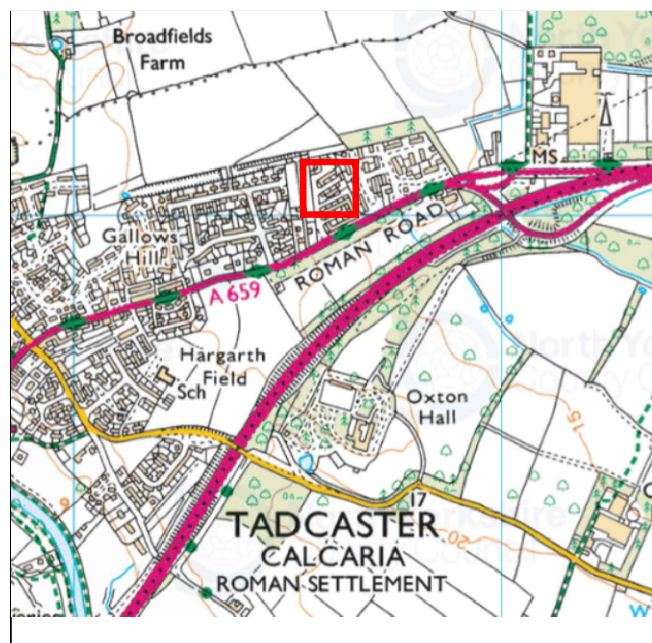 Broadfields
Farm
MS
Gallows
Hill
ROMAN ROAD
A 659
Hargarth
Field
Sch
Oxton
Hall
15
17
TADCASTER
CALCARIA
ROMAN SETTLEMENT
20
W